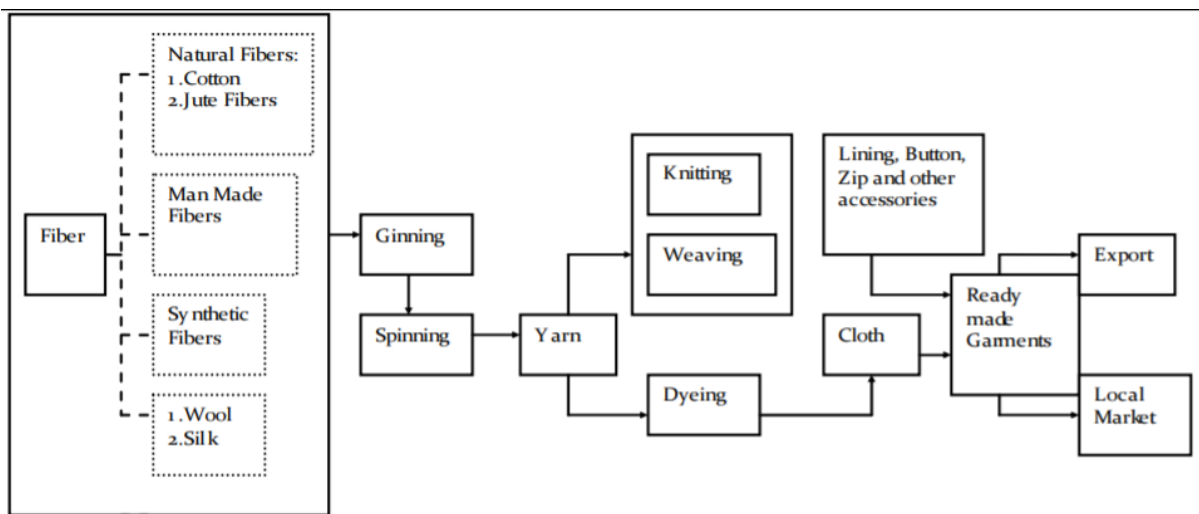 Natural Fibers:
1.Cotton
2.Jute Fibers
Man Made
Fibers
Fiber
Synthetic
Fibers
1.Wool
2.Silk
Ginning
Spinning
Yarn
Knitting
Weaving
Dyeing
Lining, Button,
Zip and other
accessories
Cloth
Ready
made
Garments
Export
Local
Market